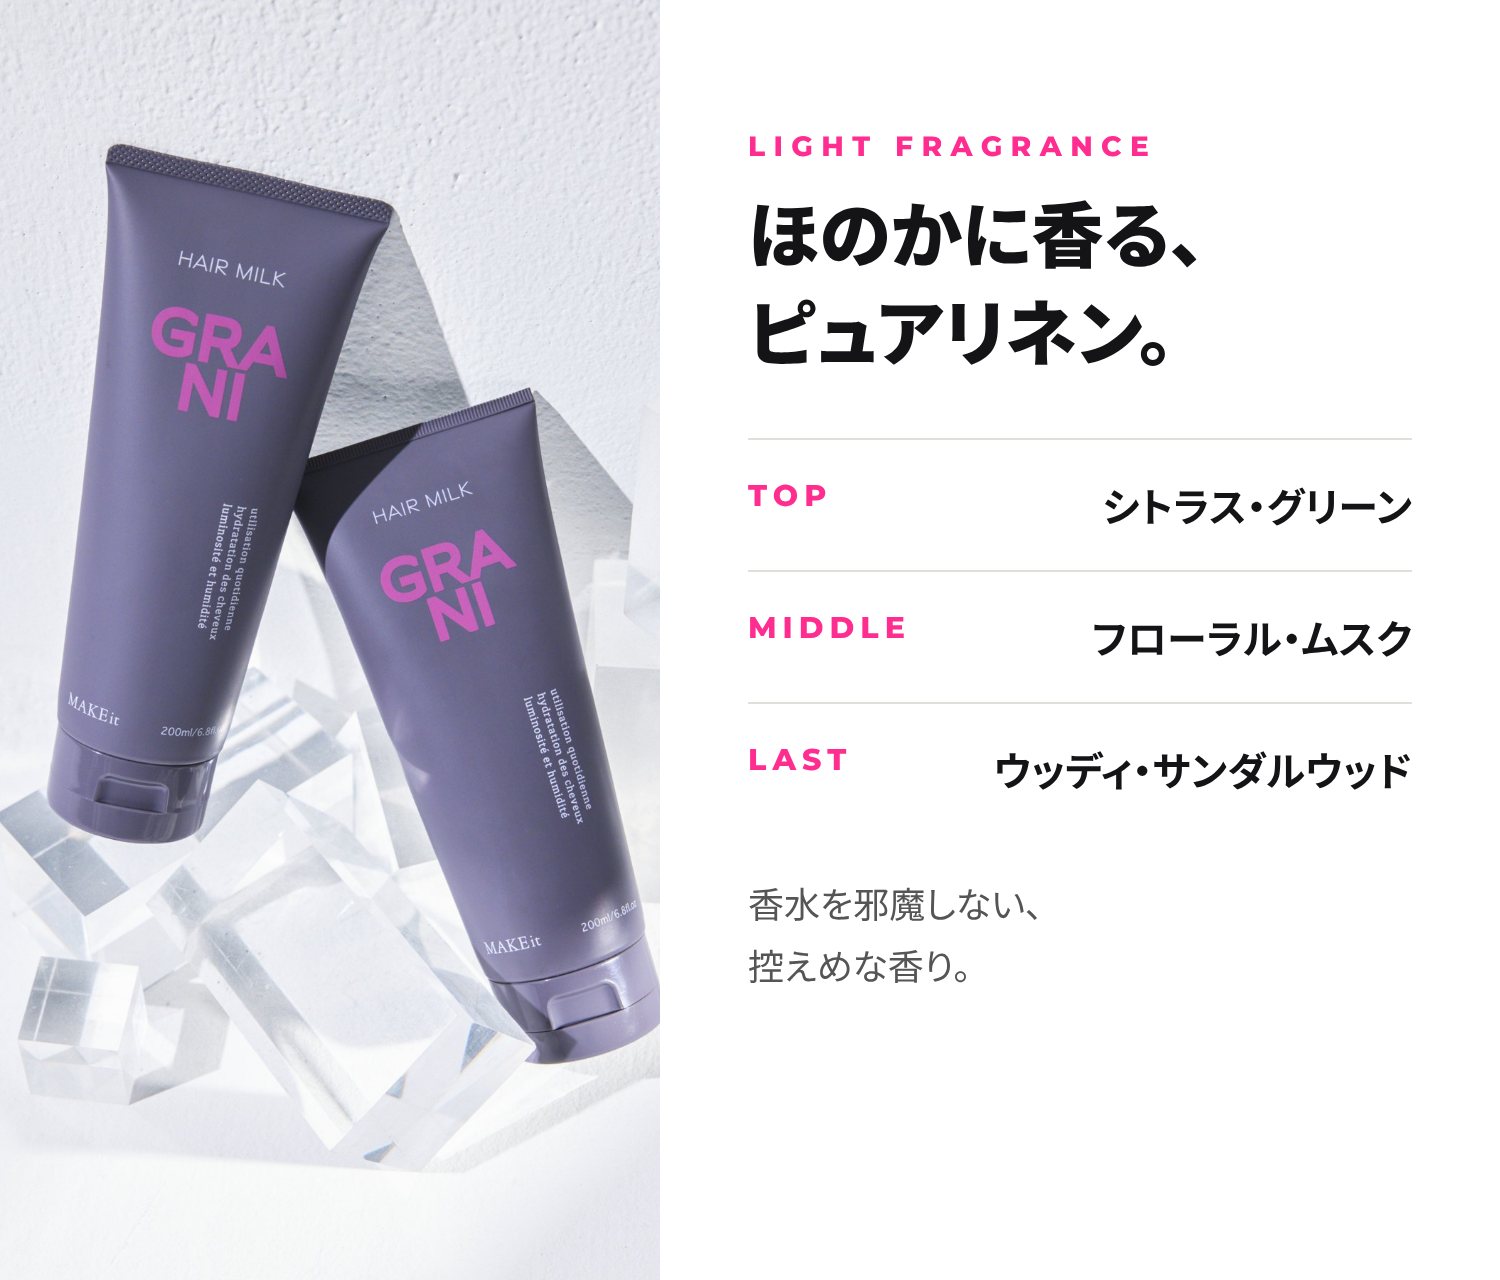 HAIR MILK
GRA
NI
utilisation quotidienne
hydratation des cheveux
luminosité et humidité
MAKEit
200ml/6.8fl.
HAIR MILK
GRA
NI
utilisation quotidienne
hydratation des cheveux
luminosité et humidité
MAKEit
200ml/6.8fl.oz
LIGHT FRAGRANCE
ほのかに香る、
ピュアリネン。
TOP
シトラス・グリーン
MIDDLE
フローラル・ムスク
LAST
ウッディ・サンダルウッド
香水を邪魔しない、
控えめな香り。